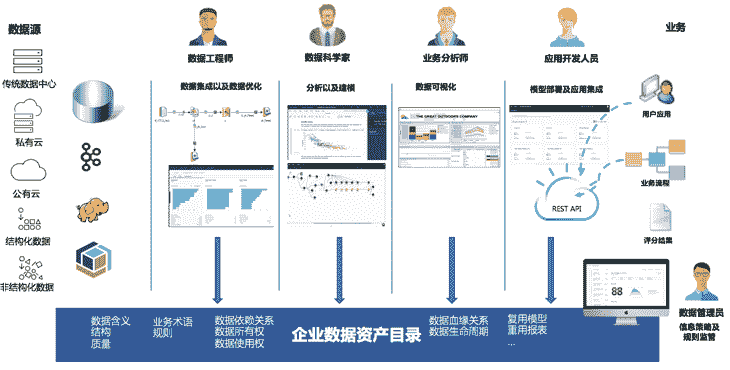 数据源
数据工程师
数据科学家
业务分析师
应用开发人员
业务
传统数据中心
私有云
公有云
结构化数据
非结构化数据
数据集成以及数据优化
分析以及建模
数据可视化
模型部署及应用集成
THE GREAT OUTDOORS COMPANY
REST API
用户应用
业务流程
评分结果
88
数据管理员
信息策略及
规则监管
数据含义
结构
质量
业务术语
规则
数据依赖关系
数据所有权
数据使用权
企业数据资产目录
数据血缘关系
数据生命周期
复用模型
重用报表
...